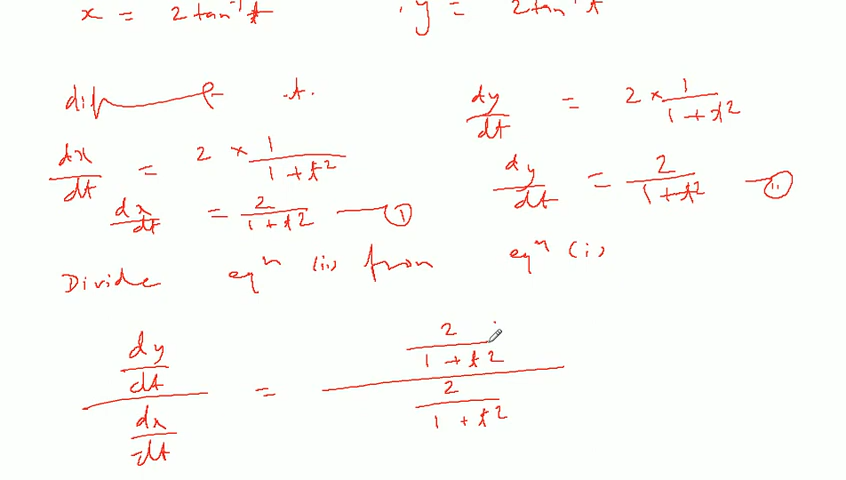 x = 2 tan⁻¹ t , y = 2 tan⁻¹ t
t.
dy/dt = 2 × 1/(1 + t²)
dx/dt = 2 × 1/(1 + t²)
dy/dt = 2/(1 + t²) — (ii)
dx/dt = 2/(1 + t²) — (i)
Divide eqⁿ (ii) from eqⁿ (i)
(dy/dt)/(dx/dt) = (2/(1 + t²))/(2/(1 + t²))